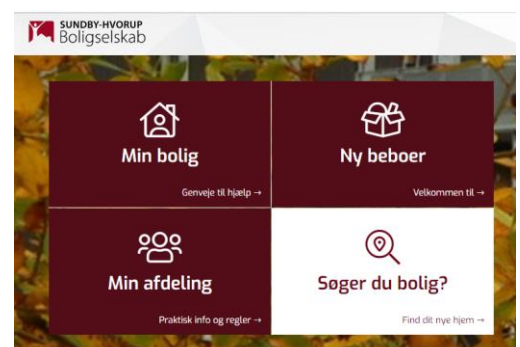 SUNDBY-HVORUP
Boligselskab
Min bolig
Genveje til hjælp →
Ny beboer
Velkommen til →
Min afdeling
Praktisk info og regler →
Søger du bolig?
Find dit nye hjem →